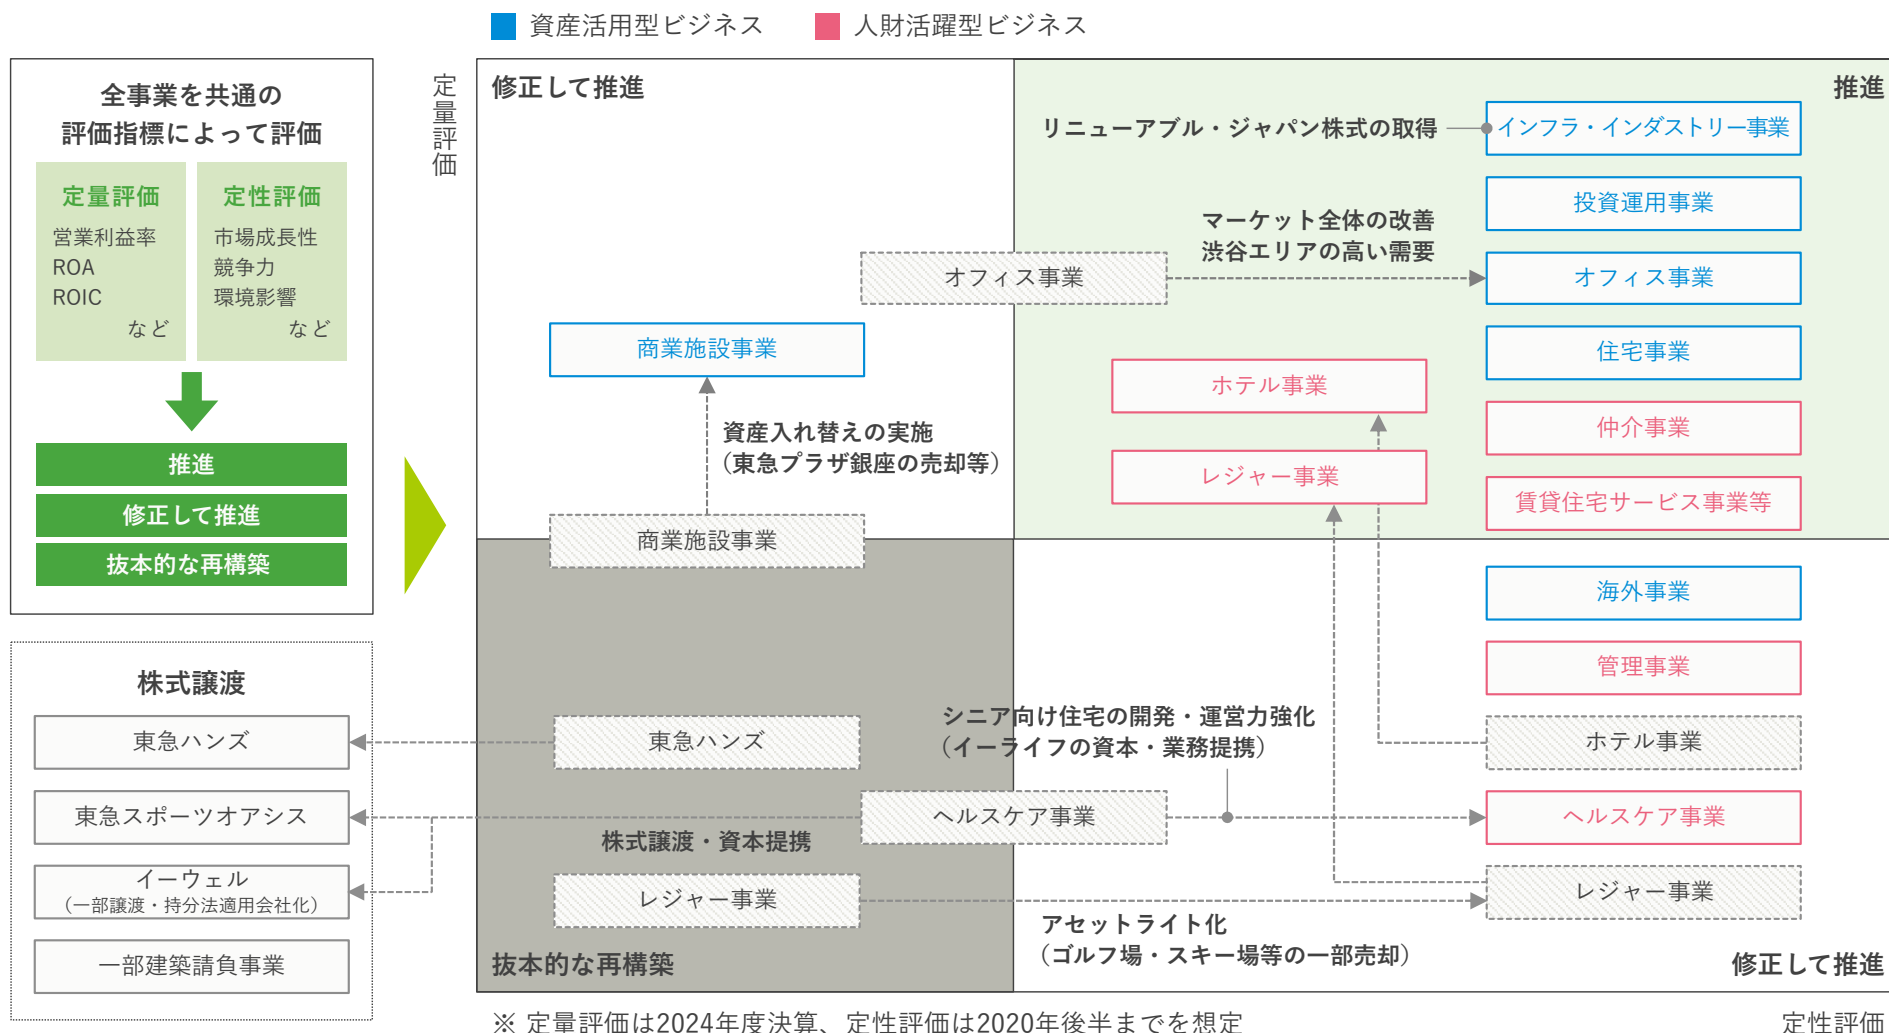 資産活用型ビジネス
人財活躍型ビジネス
全事業を共通の
評価指標によって評価
定量評価
営業利益率
ROA
ROIC
など
定性評価
市場成長性
競争力
環境影響
など
推進
修正して推進
抜本的な再構築
株式譲渡
東急ハンズ
東急スポーツオアシス
イーウェル
（一部譲渡・持分法適用会社化）
一部建築請負事業
定量評価
修正して推進
推進
リニューアブル・ジャパン株式の取得
インフラ・インダストリー事業
投資運用事業
マーケット全体の改善
渋谷エリアの高い需要
オフィス事業
オフィス事業
商業施設事業
住宅事業
ホテル事業
仲介事業
資産入れ替えの実施
（東急プラザ銀座の売却等）
レジャー事業
賃貸住宅サービス事業等
商業施設事業
海外事業
管理事業
シニア向け住宅の開発・運営力強化
（イーライフの資本・業務提携）
東急ハンズ
ホテル事業
ヘルスケア事業
ヘルスケア事業
株式譲渡・資本提携
レジャー事業
レジャー事業
アセットライト化
（ゴルフ場・スキー場等の一部売却）
抜本的な再構築
修正して推進
※ 定量評価は2024年度決算、定性評価は2020年後半までを想定
定性評価